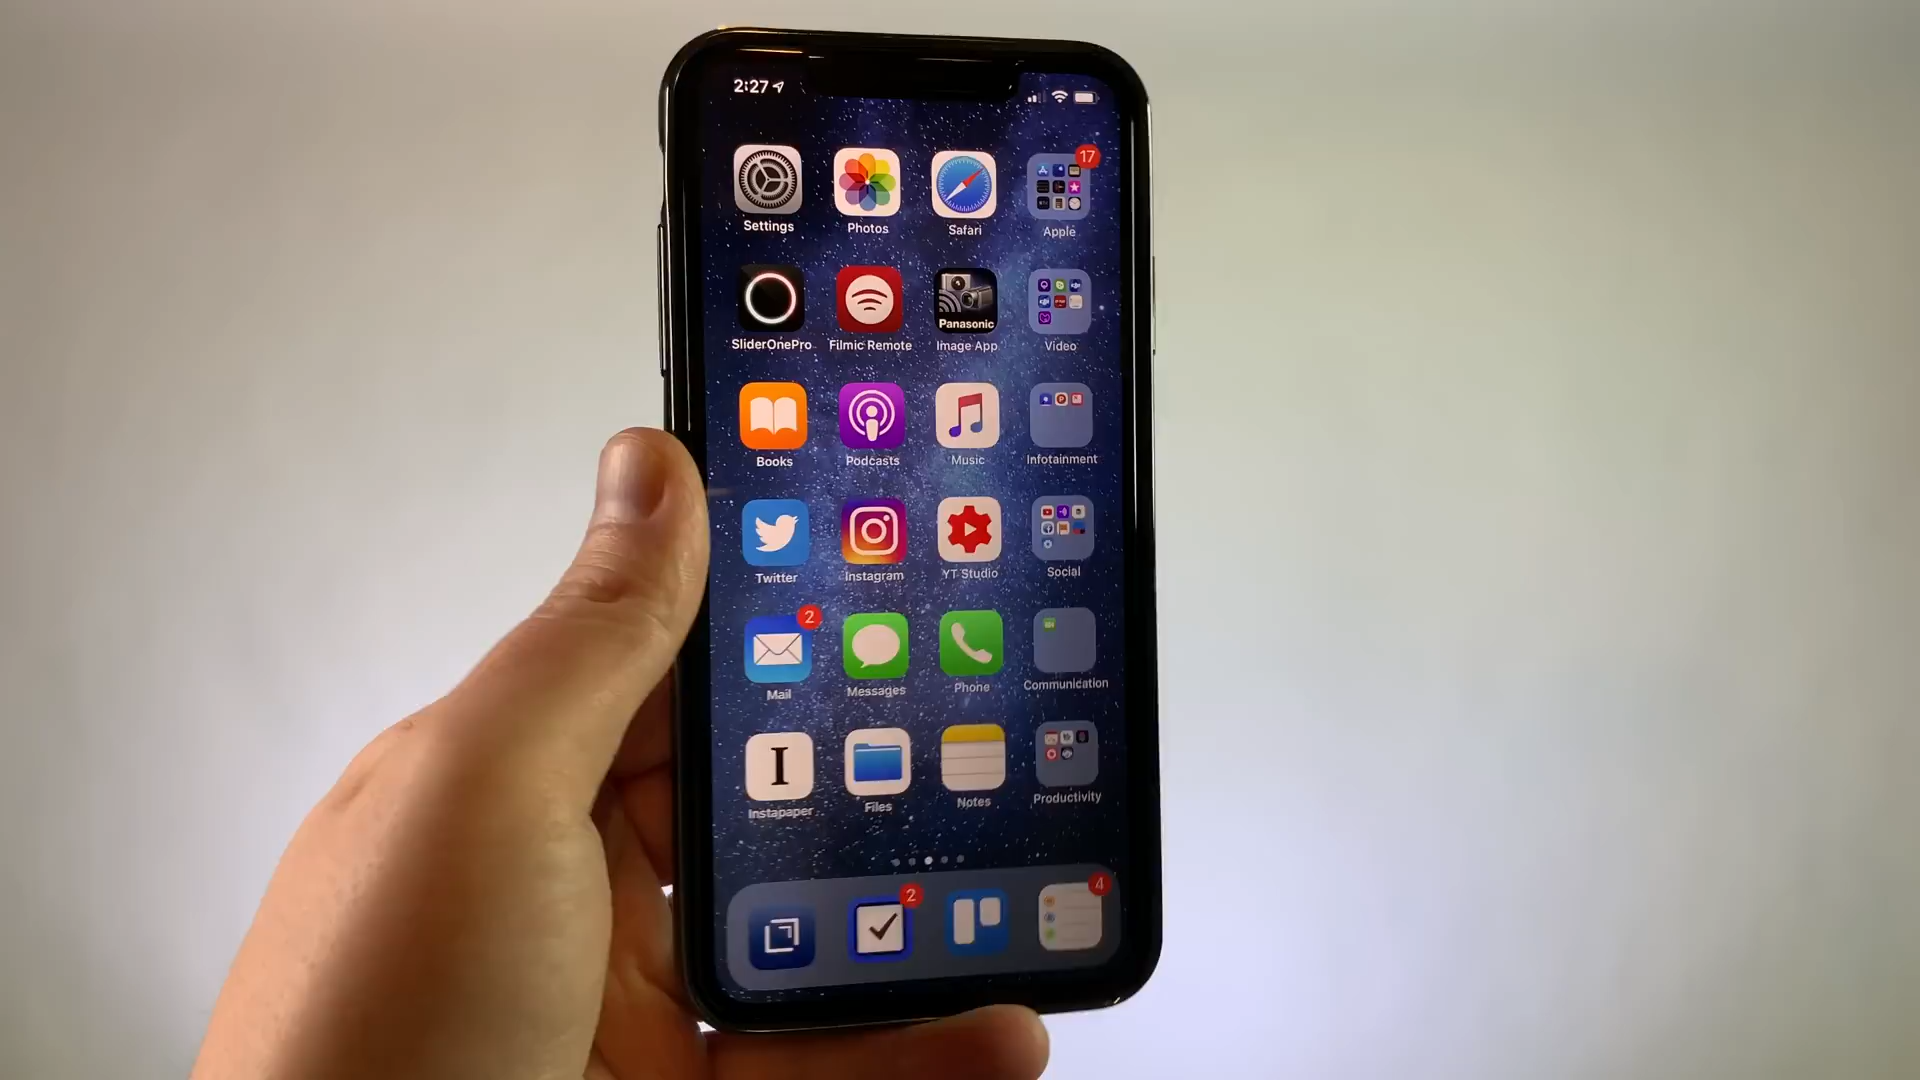 2:27
17
Settings Photos Safari Apple
Panasonic
SliderOnePro Filmic Remote Image App Video
Books Podcasts Music Infotainment
Twitter Instagram YT Studio Social
2
Mail Messages Phone Communication
I
Instapaper Files Notes Productivity
2 4